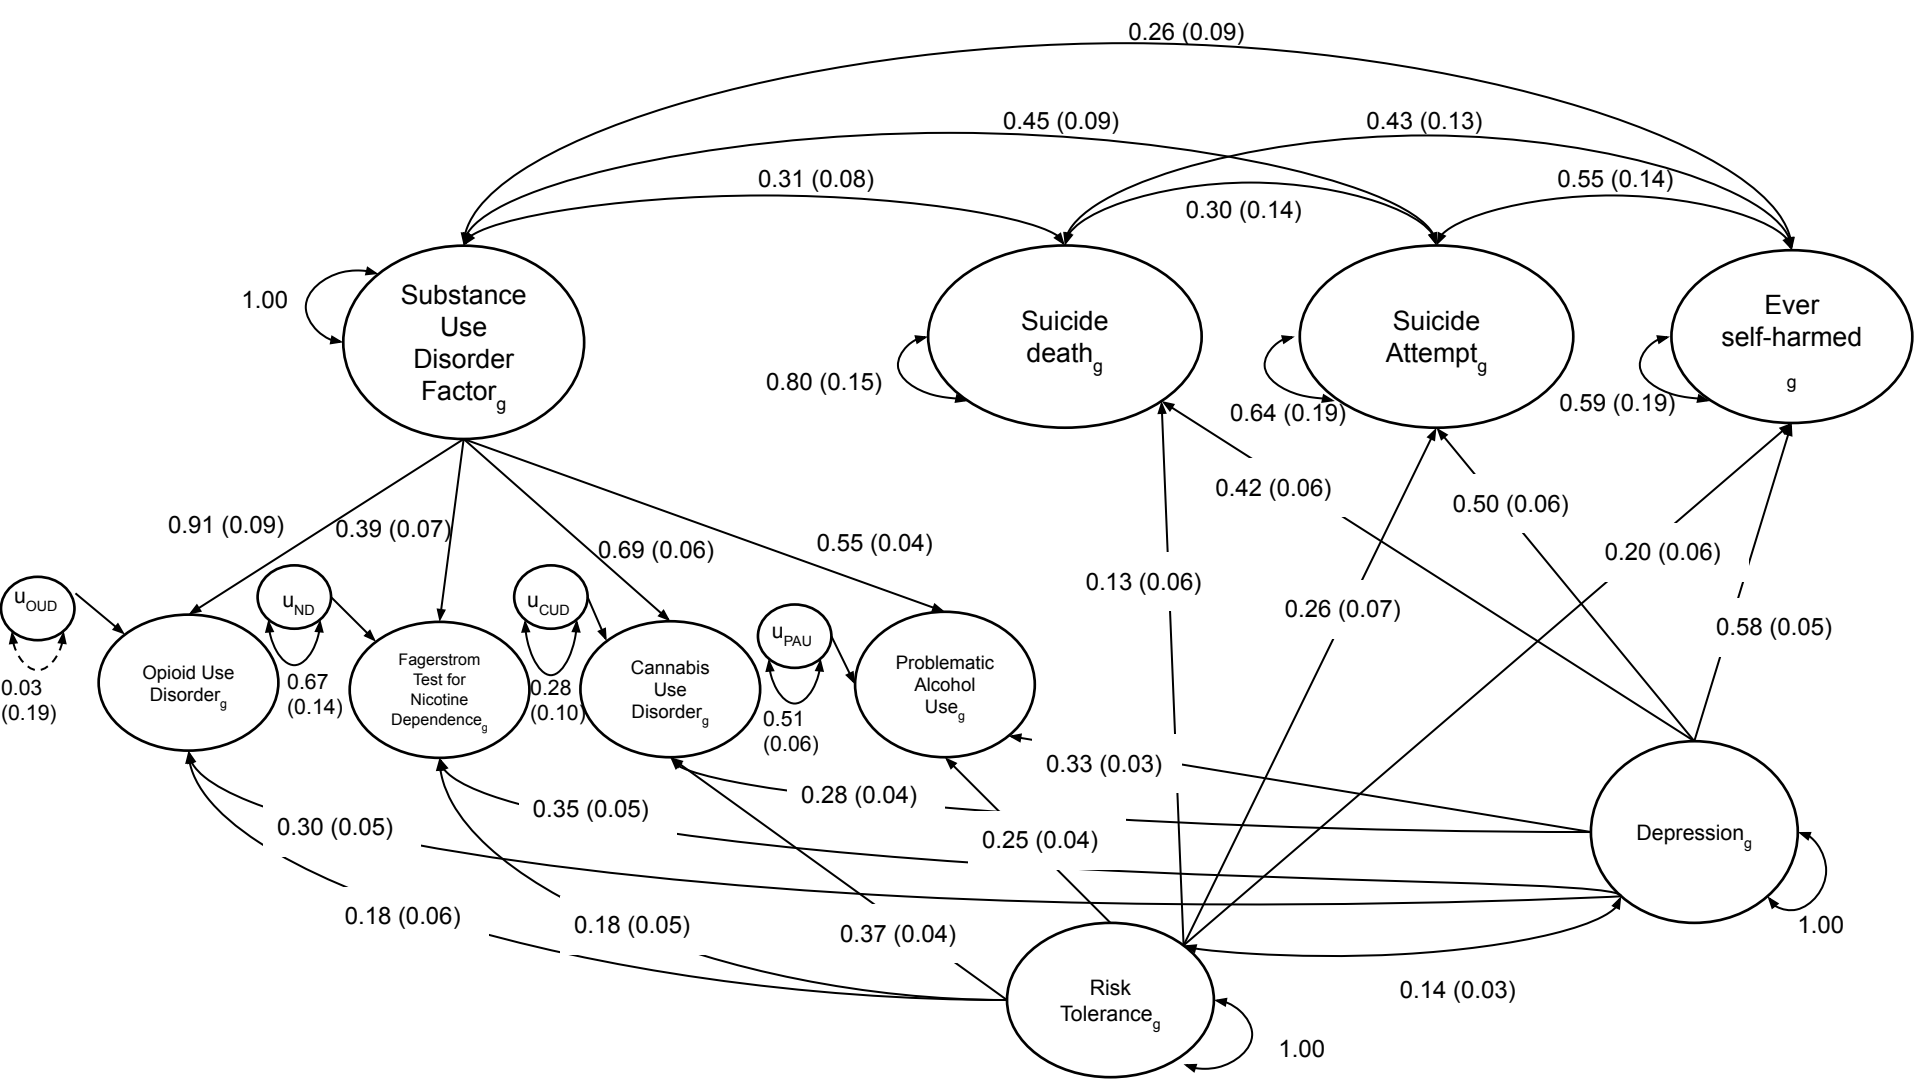 0.26 (0.09)
0.45 (0.09)
0.43 (0.13)
0.31 (0.08)
0.55 (0.14)
0.30 (0.14)
1.00
Substance
Use
Disorder
Factorg
Suicide
deathg
Suicide
Attemptg
Ever
self-harmed
g
0.80 (0.15)
0.64 (0.19)
0.59 (0.19)
0.42 (0.06)
0.50 (0.06)
0.91 (0.09)
0.39 (0.07)
0.69 (0.06)
0.55 (0.04)
0.20 (0.06)
0.13 (0.06)
0.26 (0.07)
0.58 (0.05)
uOUD
uND
uCUD
uPAU
0.03
(0.19)
Opioid Use
Disorderg
0.67
(0.14)
Fagerstrom
Test for
Nicotine
Dependenceg
0.28
(0.10)
Cannabis
Use
Disorderg
0.51
(0.06)
Problematic
Alcohol
Useg
0.33 (0.03)
0.28 (0.04)
0.35 (0.05)
0.30 (0.05)
0.25 (0.04)
Depressiong
1.00
0.18 (0.06)
0.18 (0.05)
0.37 (0.04)
0.14 (0.03)
Risk
Toleranceg
1.00